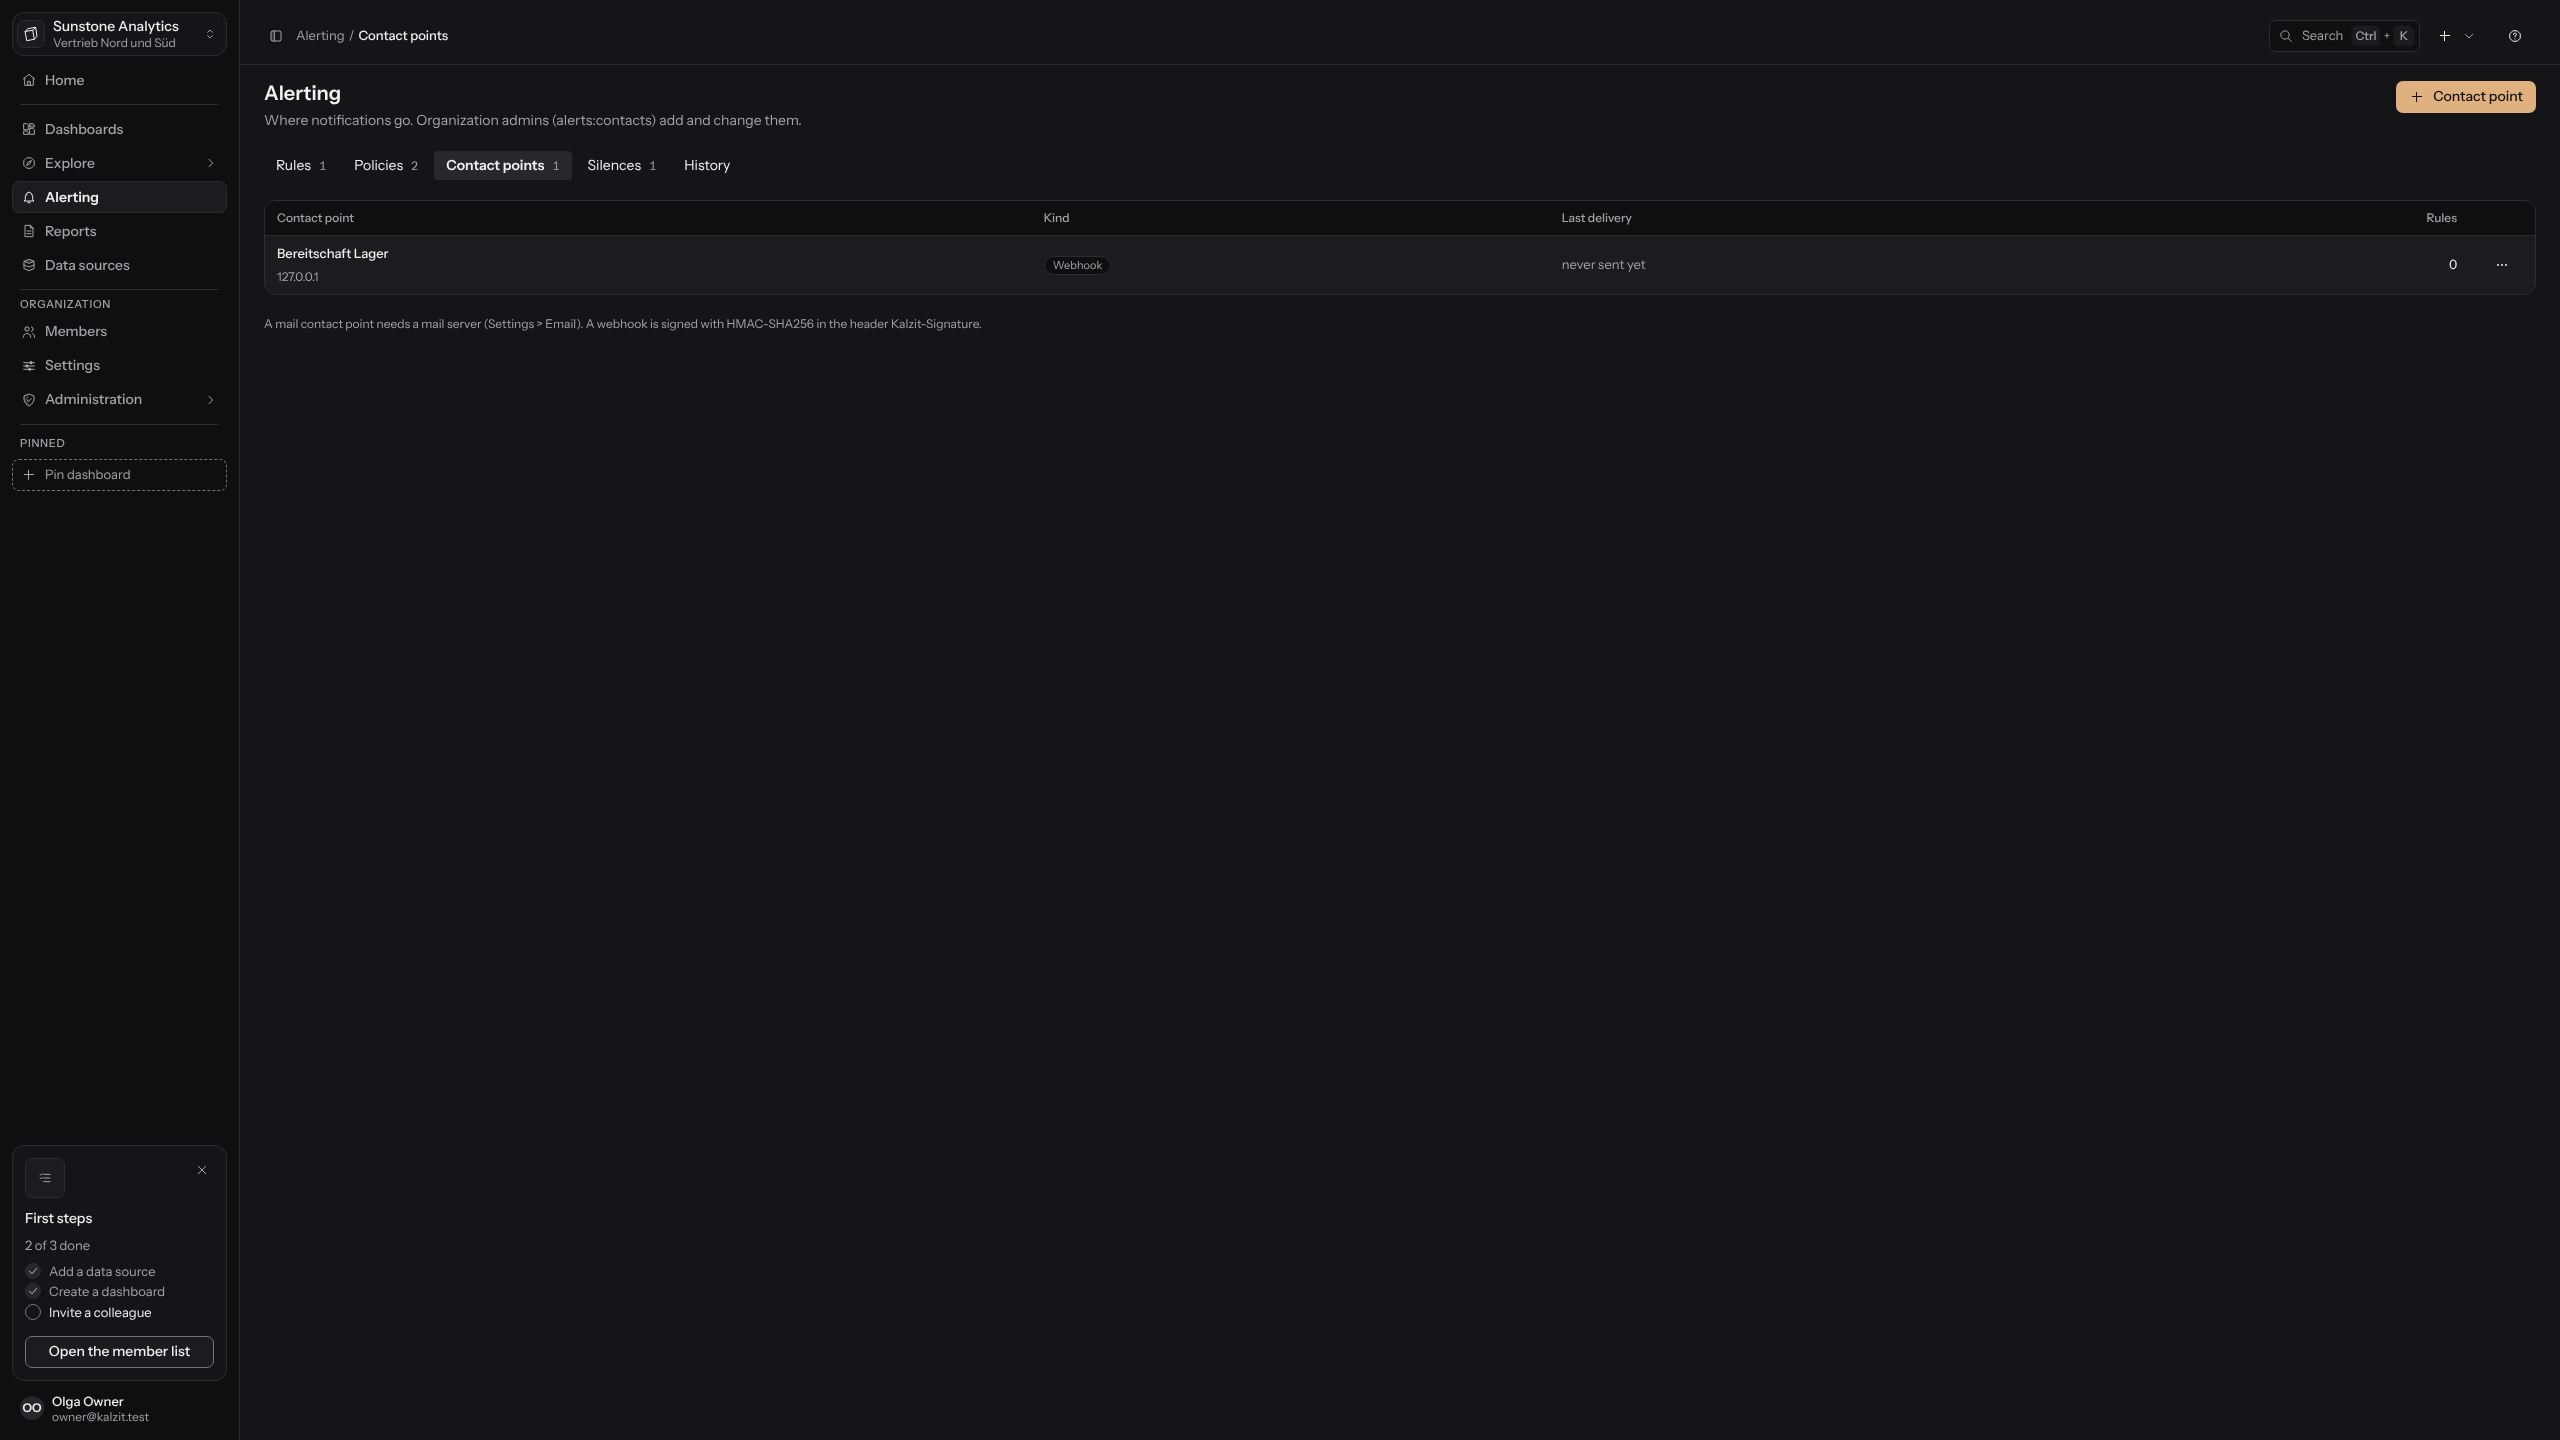 Sunstone Analytics
Vertrieb Nord und Süd
Home
Dashboards
Explore
Alerting
Reports
Data sources
ORGANIZATION
Members
Settings
Administration
PINNED
Pin dashboard
First steps
2 of 3 done
Add a data source
Create a dashboard
Invite a colleague
Open the member list
OO
Olga Owner
owner@kalzit.test
Alerting / Contact points
Search Ctrl + K
Alerting
Where notifications go. Organization admins (alerts:contacts) add and change them.
Contact point
Rules 1 Policies 2 Contact points 1 Silences 1 History
Contact point Kind Last delivery Rules
Bereitschaft Lager
127.0.0.1
Webhook never sent yet 0
A mail contact point needs a mail server (Settings > Email). A webhook is signed with HMAC-SHA256 in the header Kalzit-Signature.